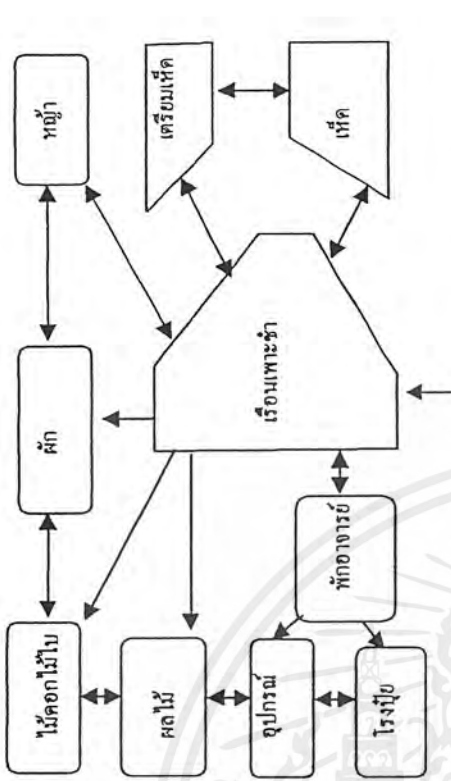 หญ้า
เตรียมเห็ด
เห็ด
ผัก
เรือนเพาะชำ
ไม้ดอกไม้ใบ
ผลไม้
อุปกรณ์
โรงปุ๋ย
พักอาจารย์